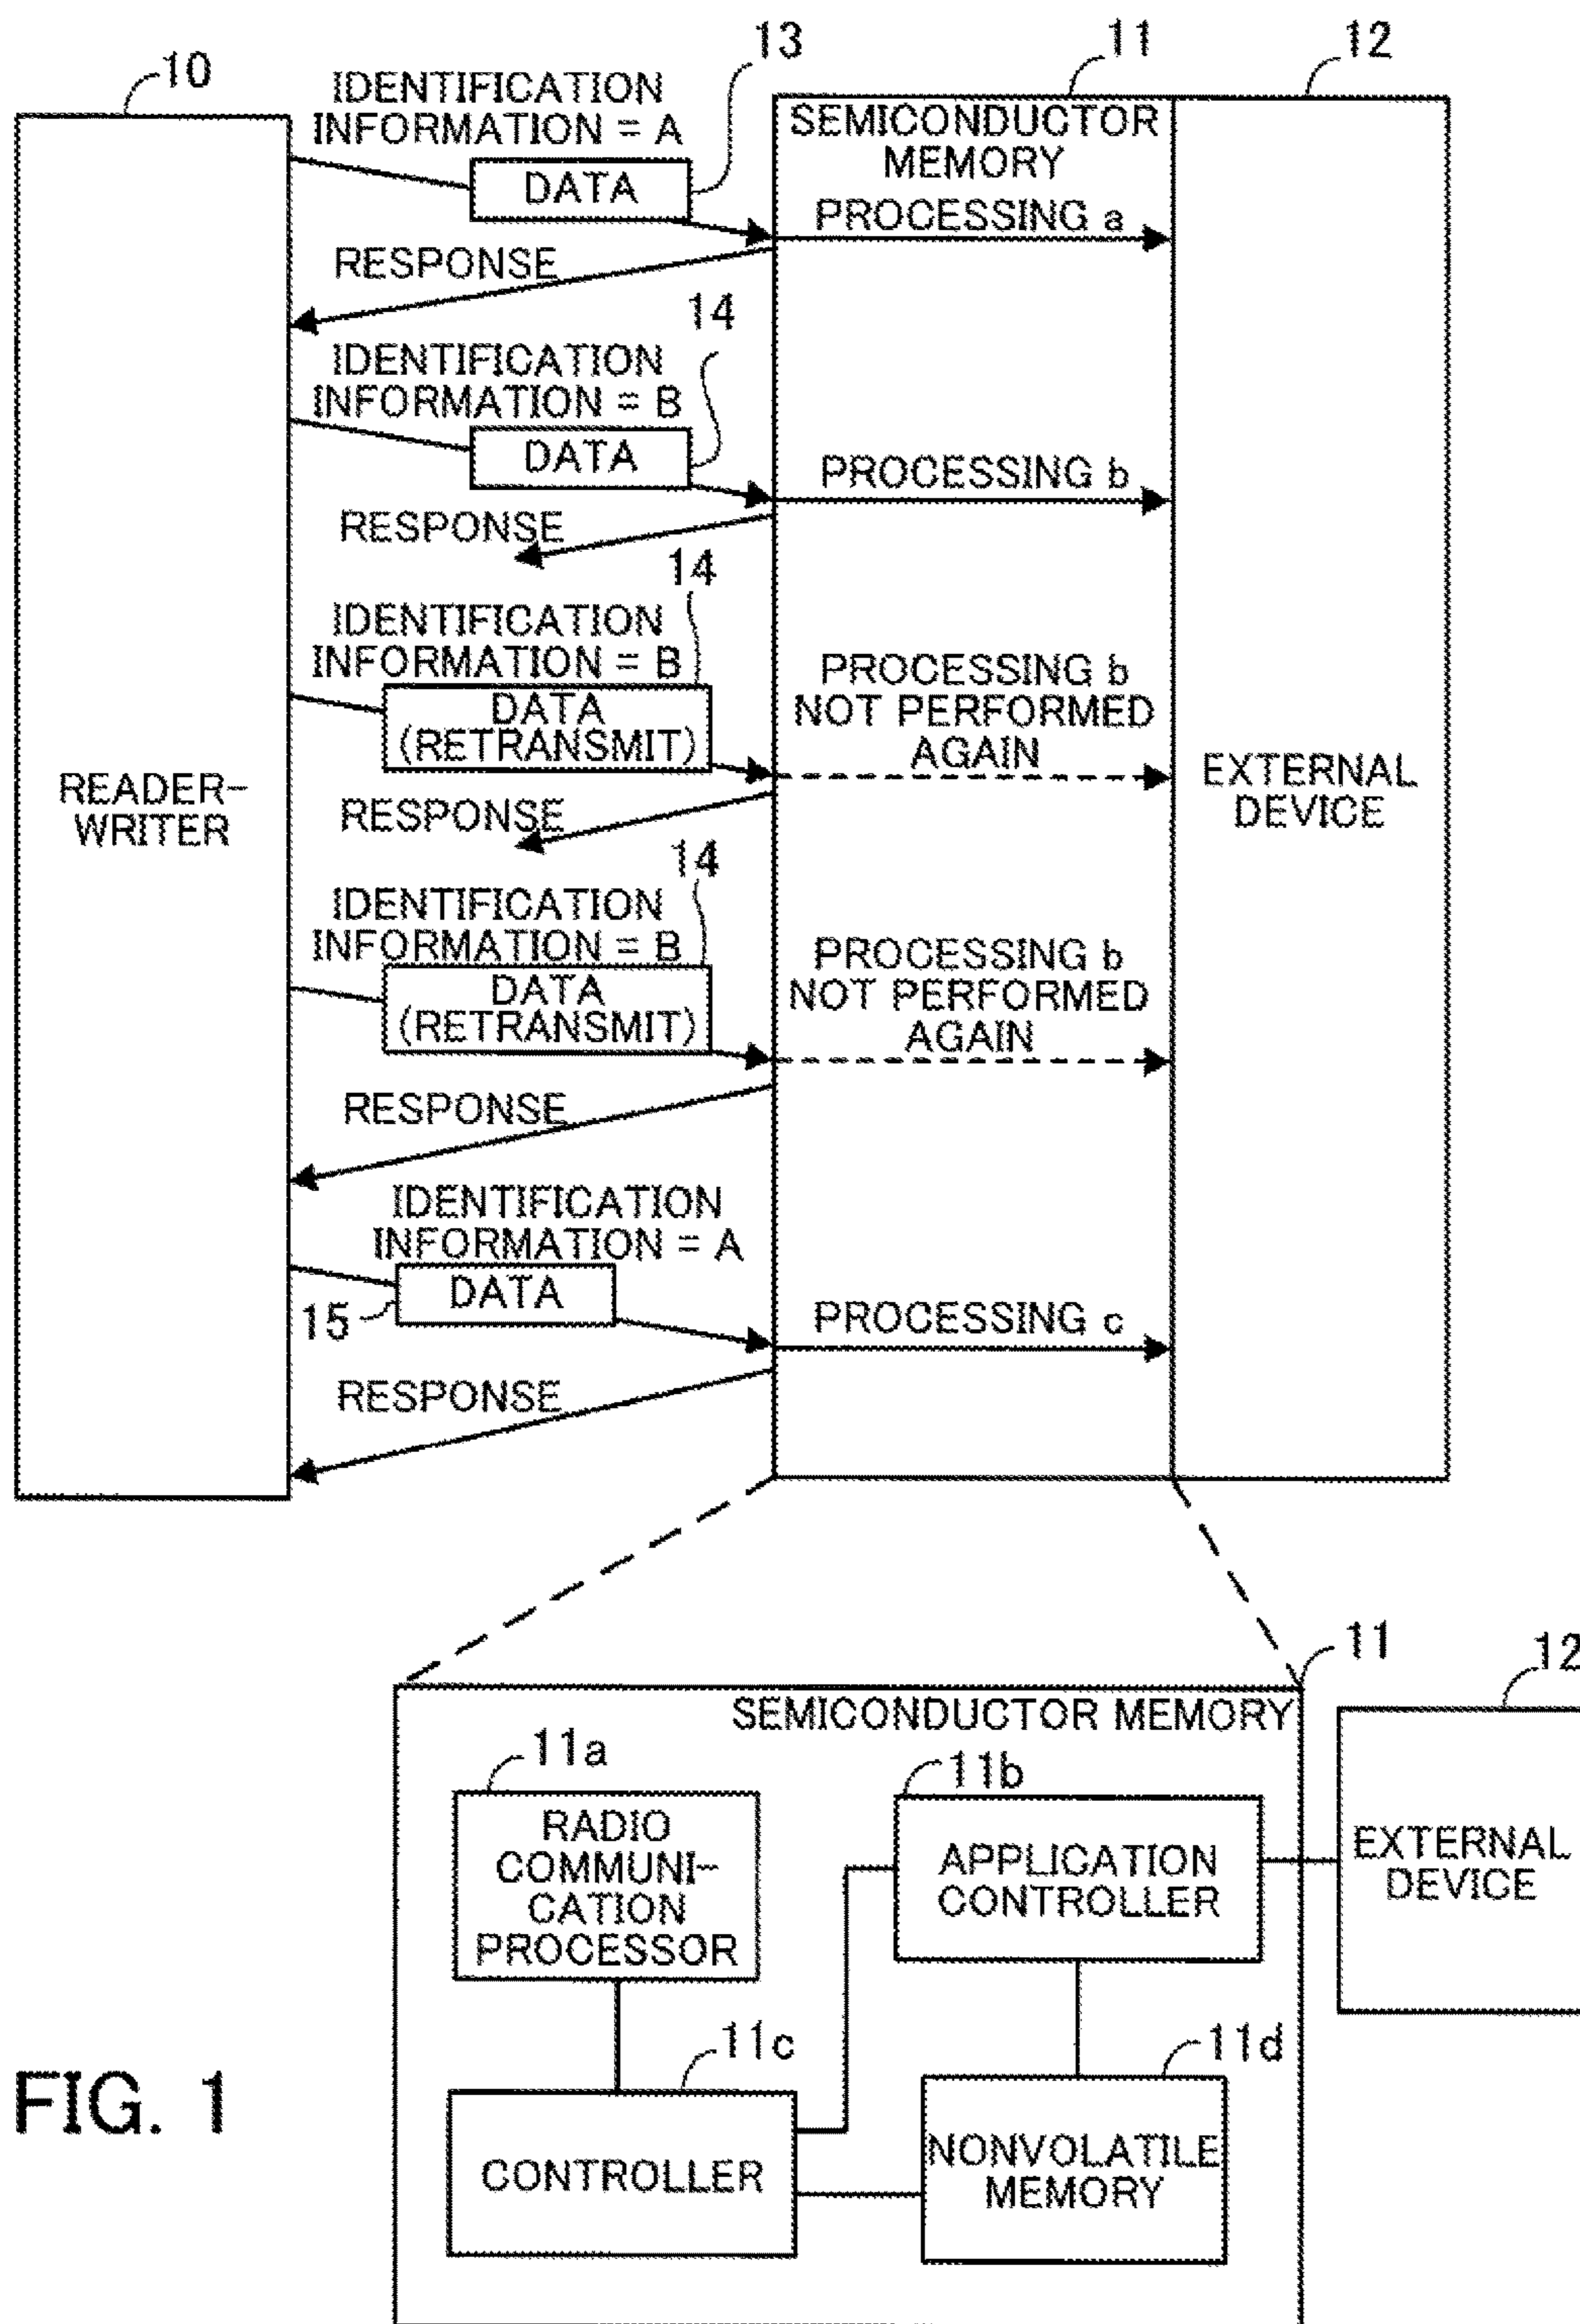 10
13
11
12
IDENTIFICATION
INFORMATION = A
DATA
SEMICONDUCTOR
MEMORY
PROCESSING a
RESPONSE
14
IDENTIFICATION
INFORMATION = B
DATA
PROCESSING b
RESPONSE
14
IDENTIFICATION
INFORMATION = B
DATA
(RETRANSMIT)
PROCESSING b
NOT PERFORMED
AGAIN
READER-
WRITER
EXTERNAL
DEVICE
RESPONSE
14
IDENTIFICATION
INFORMATION = B
DATA
(RETRANSMIT)
PROCESSING b
NOT PERFORMED
AGAIN
RESPONSE
IDENTIFICATION
INFORMATION = A
DATA
15
PROCESSING c
RESPONSE
11
12
SEMICONDUCTOR MEMORY
11a
RADIO
COMMUNI-
CATION
PROCESSOR
11b
APPLICATION
CONTROLLER
EXTERNAL
DEVICE
11c
CONTROLLER
11d
NONVOLATILE
MEMORY
FIG. 1